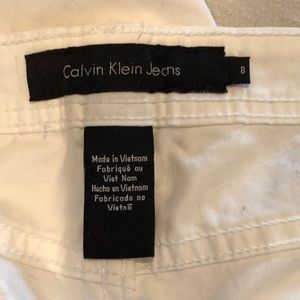 Calvin Klein Jeans
8
Made in Vietnam
Fabriqué au
Viet Nam
Hecho en Vietnam
Fabricado no
Vietnã